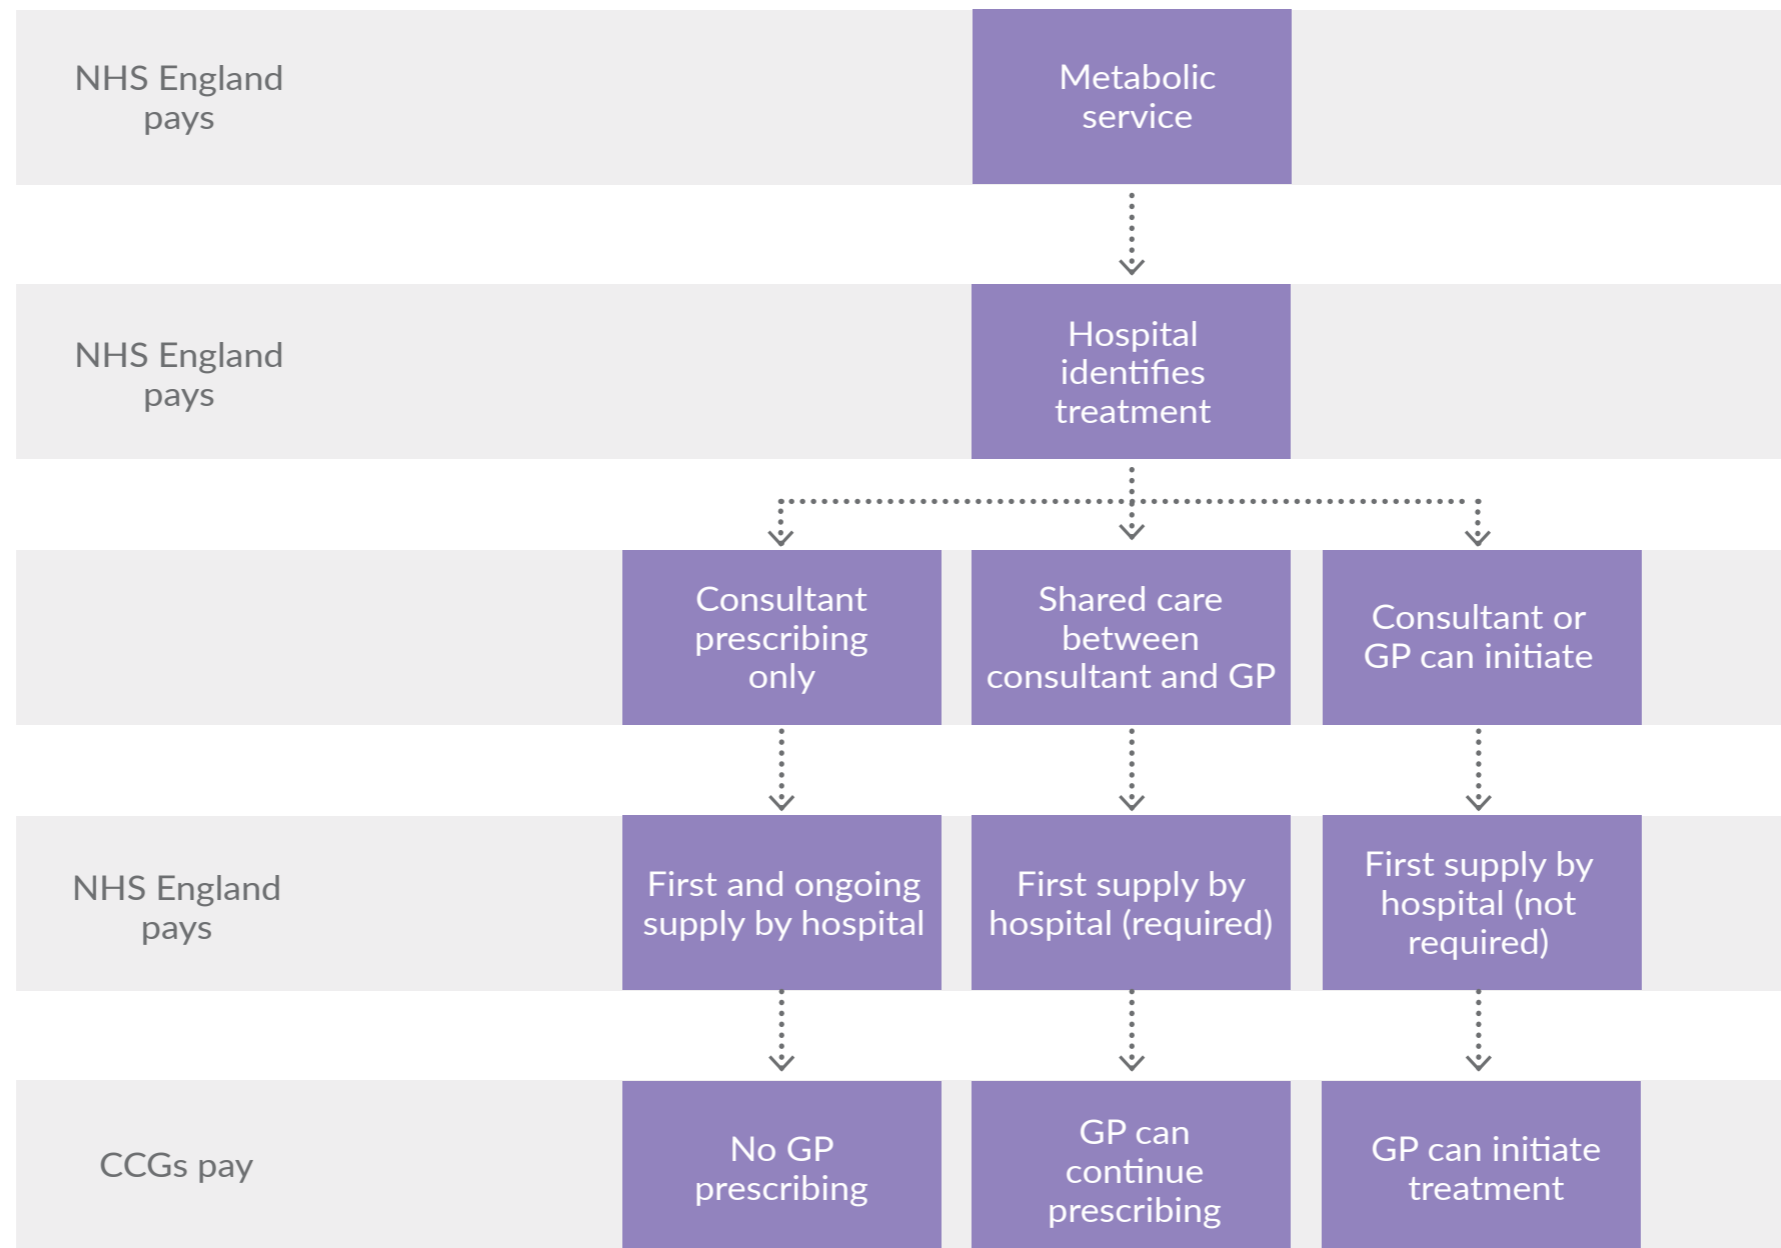 NHS England
pays
Metabolic
service
NHS England
pays
Hospital
identifies
treatment
Consultant
prescribing
only
Shared care
between
consultant and GP
Consultant or
GP can initiate
NHS England
pays
First and ongoing
supply by hospital
First supply by
hospital (required)
First supply by
hospital (not
required)
CCGs pay
No GP
prescribing
GP can
continue
prescribing
GP can initiate
treatment